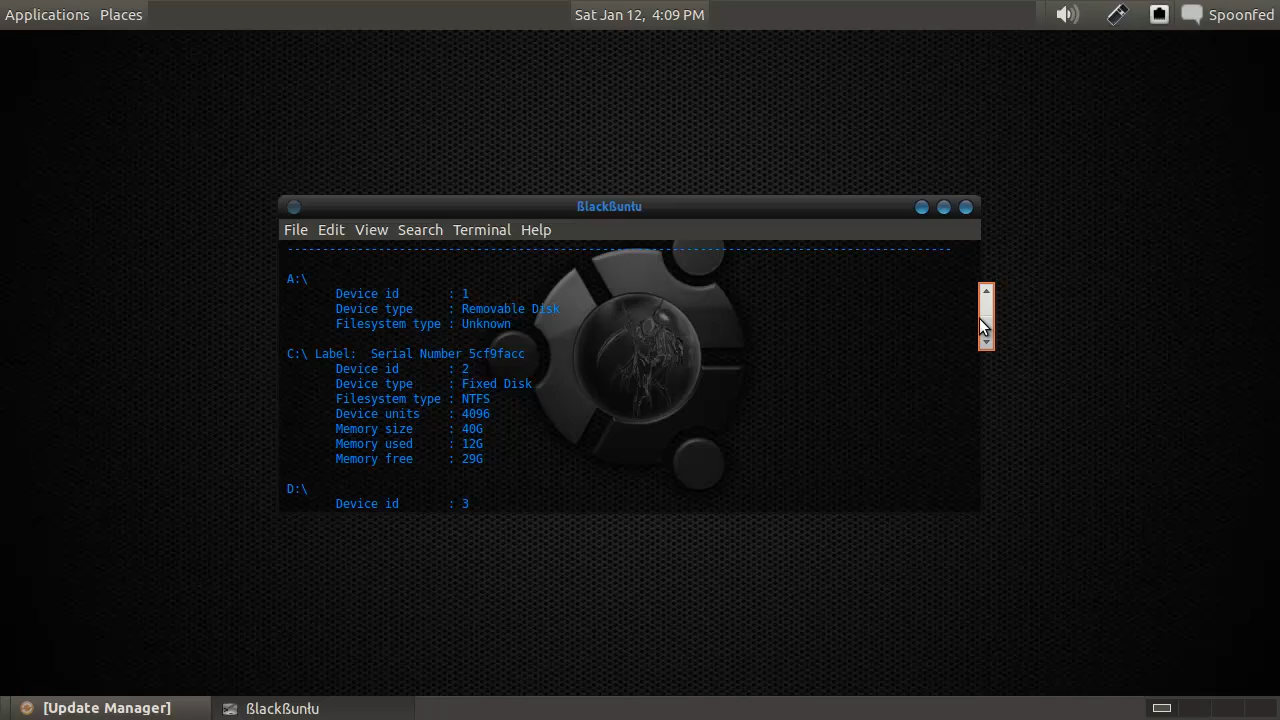 Applications Places Sat Jan 12, 4:09 PM Spoonfed
ßlackßunłu
File Edit View Search Terminal Help
-----------------------------------------------------------------------------------------------
A:\
Device id : 1
Device type : Removable Disk
Filesystem type : Unknown
C:\ Label: Serial Number 5cf9facc
Device id : 2
Device type : Fixed Disk
Filesystem type : NTFS
Device units : 4096
Memory size : 40G
Memory used : 12G
Memory free : 29G
D:\
Device id : 3
[Update Manager] ßlackßunłu